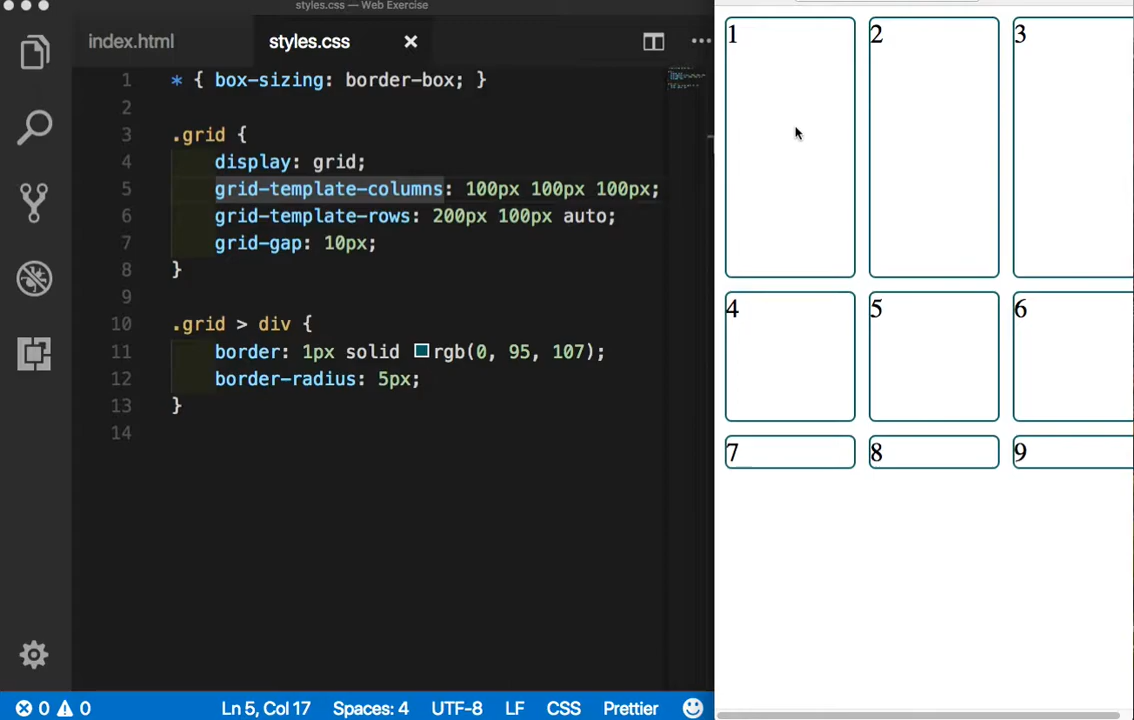 styles.css — Web Exercise
index.html styles.css
1 * { box-sizing: border-box; }
2
3 .grid {
4 display: grid;
5 grid-template-columns: 100px 100px 100px;
6 grid-template-rows: 200px 100px auto;
7 grid-gap: 10px;
8 }
9
10 .grid > div {
11 border: 1px solid rgb(0, 95, 107);
12 border-radius: 5px;
13 }
14
0 0 Ln 5, Col 17 Spaces: 4 UTF-8 LF CSS Prettier
1 2 3
4 5 6
7 8 9